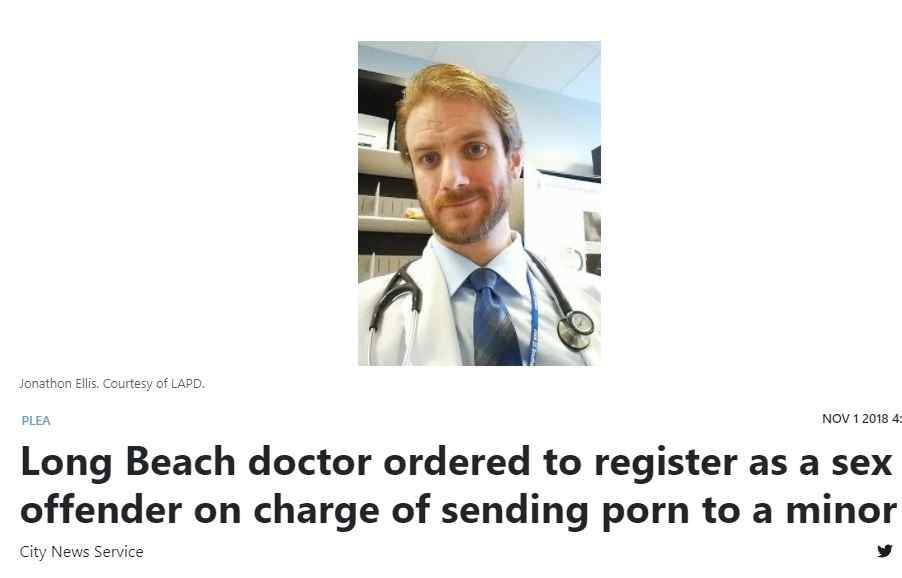 Jonathon Ellis. Courtesy of LAPD.
PLEA
NOV 1 2018 4:
Long Beach doctor ordered to register as a sex
offender on charge of sending porn to a minor
City News Service